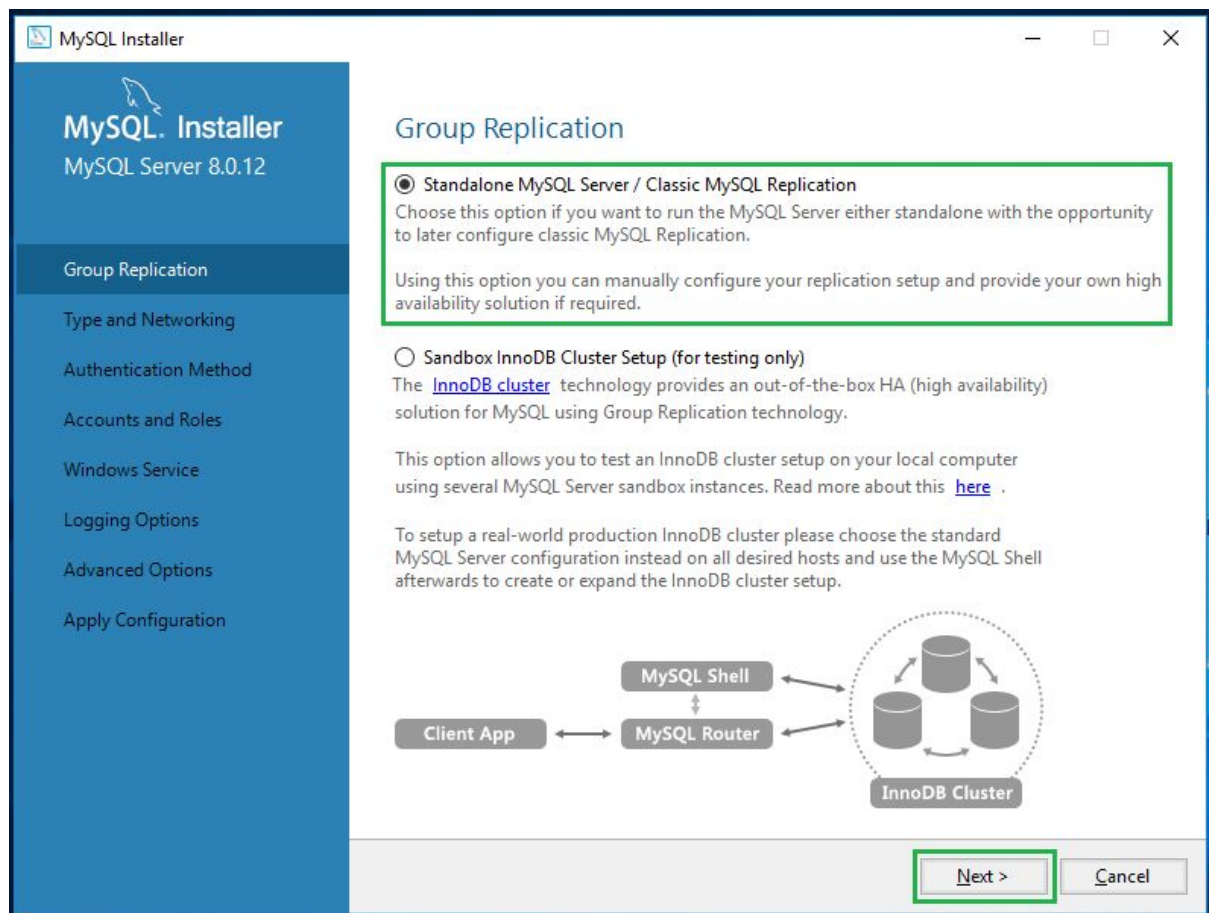 MySQL Installer
MySQL. Installer
MySQL Server 8.0.12
Group Replication
Type and Networking
Authentication Method
Accounts and Roles
Windows Service
Logging Options
Advanced Options
Apply Configuration
Group Replication
Standalone MySQL Server / Classic MySQL Replication
Choose this option if you want to run the MySQL Server either standalone with the opportunity
to later configure classic MySQL Replication.
Using this option you can manually configure your replication setup and provide your own high
availability solution if required.
Sandbox InnoDB Cluster Setup (for testing only)
The InnoDB cluster technology provides an out-of-the-box HA (high availability)
solution for MySQL using Group Replication technology.
This option allows you to test an InnoDB cluster setup on your local computer
using several MySQL Server sandbox instances. Read more about this here .
To setup a real-world production InnoDB cluster please choose the standard
MySQL Server configuration instead on all desired hosts and use the MySQL Shell
afterwards to create or expand the InnoDB cluster setup.
MySQL Shell
Client App
MySQL Router
InnoDB Cluster
Next >
Cancel